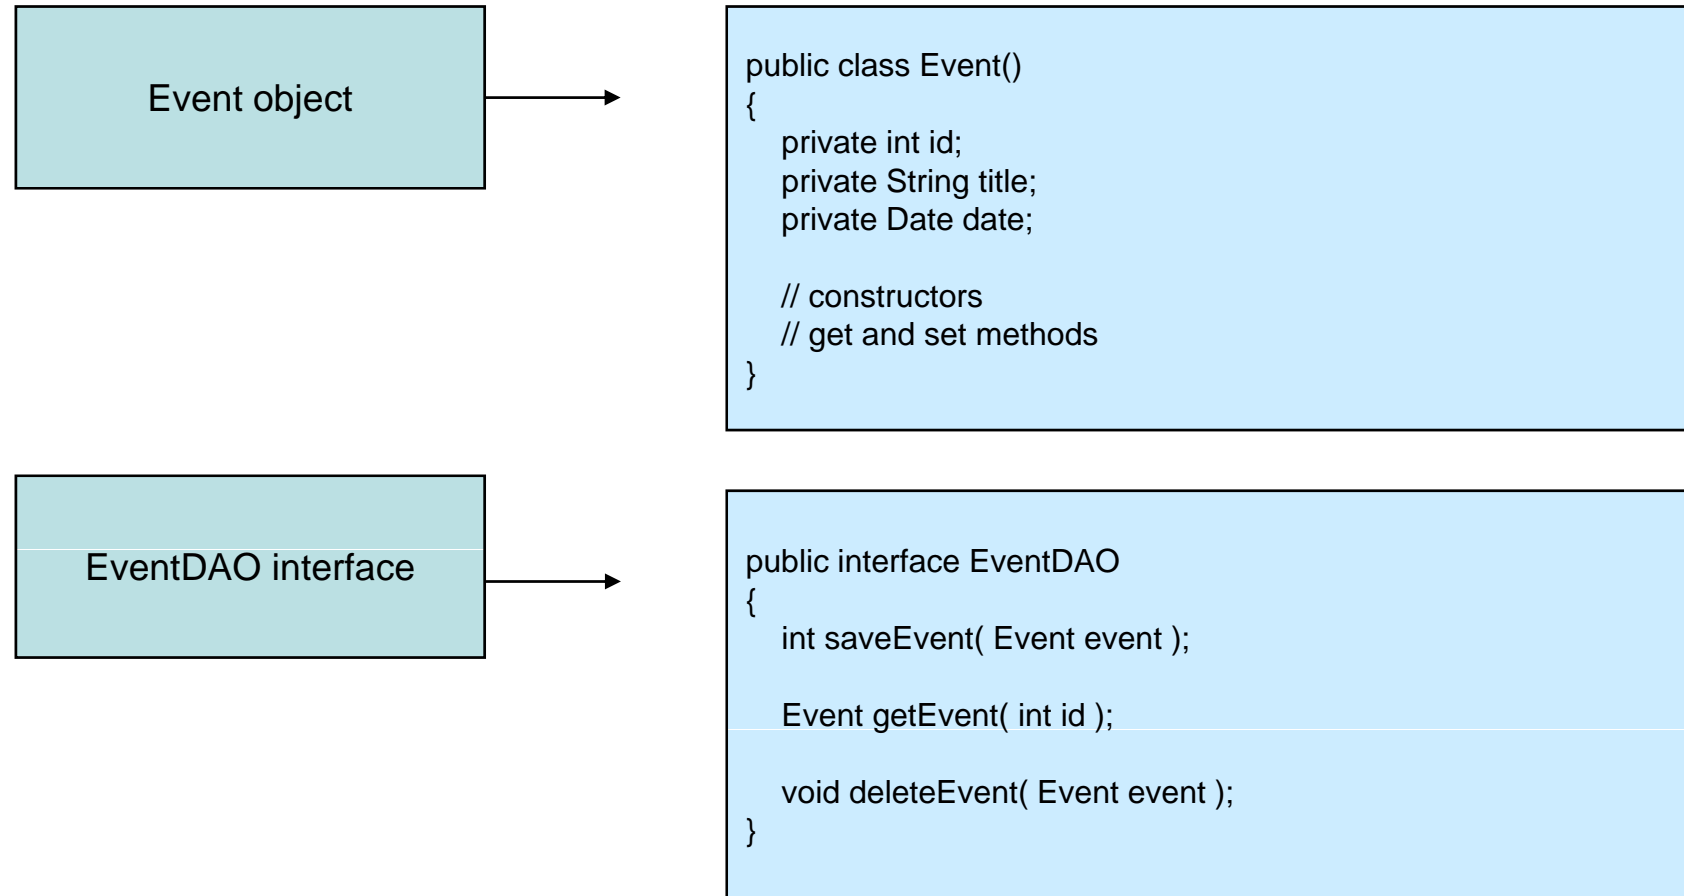 Event object
public class Event()
{
private int id;
private String title;
private Date date;
// constructors
// get and set methods
}
EventDAO interface
public interface EventDAO
{
int saveEvent( Event event );
Event getEvent( int id );
void deleteEvent( Event event );
}